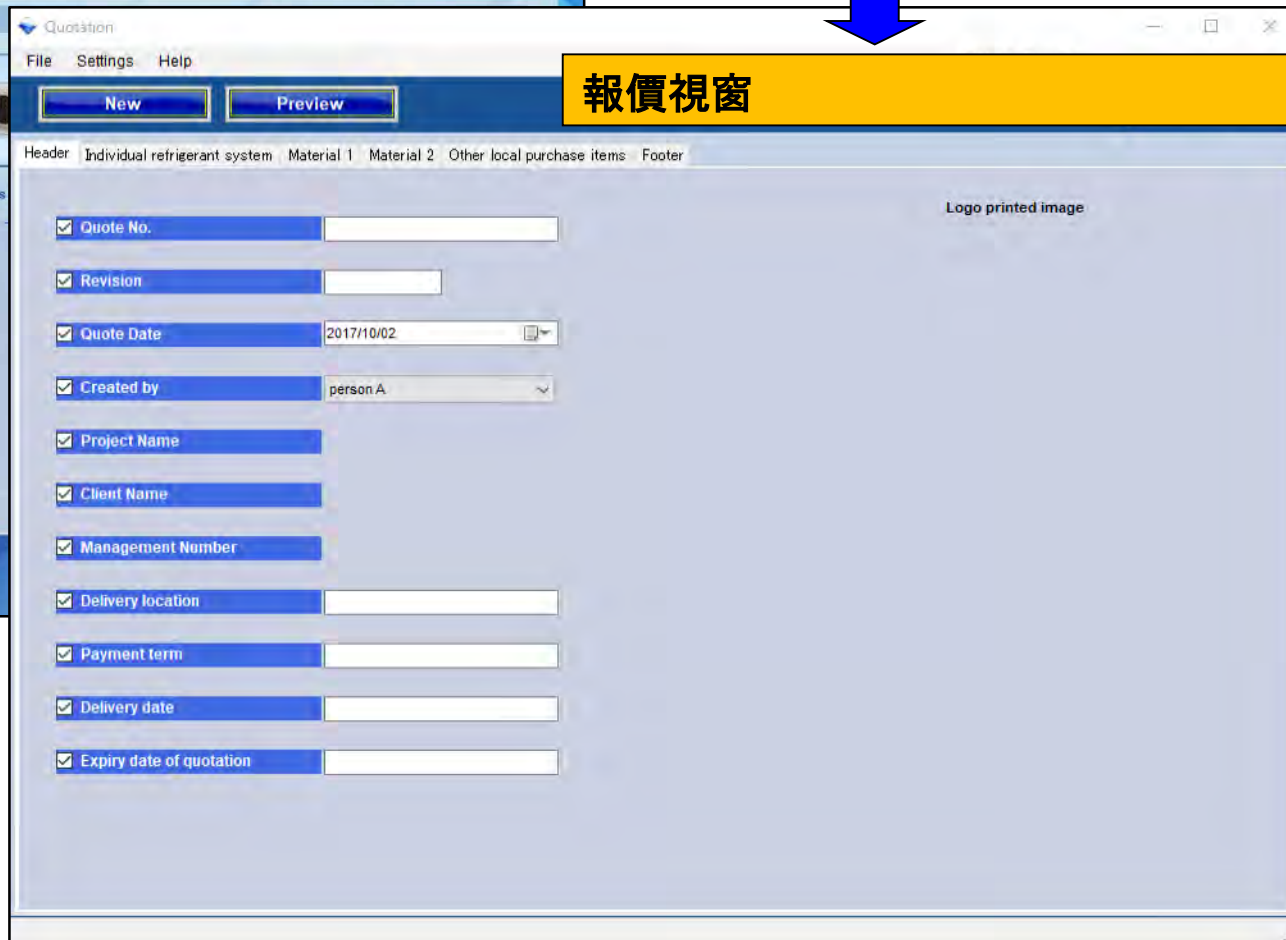 Quotation
File Settings Help
報價視窗
New Preview
Header Individual refrigerant system Material 1 Material 2 Other local purchase items Footer
Logo printed image
Quote No.
Revision
Quote Date 2017/10/02
Created by person A
Project Name
Client Name
Management Number
Delivery location
Payment term
Delivery date
Expiry date of quotation